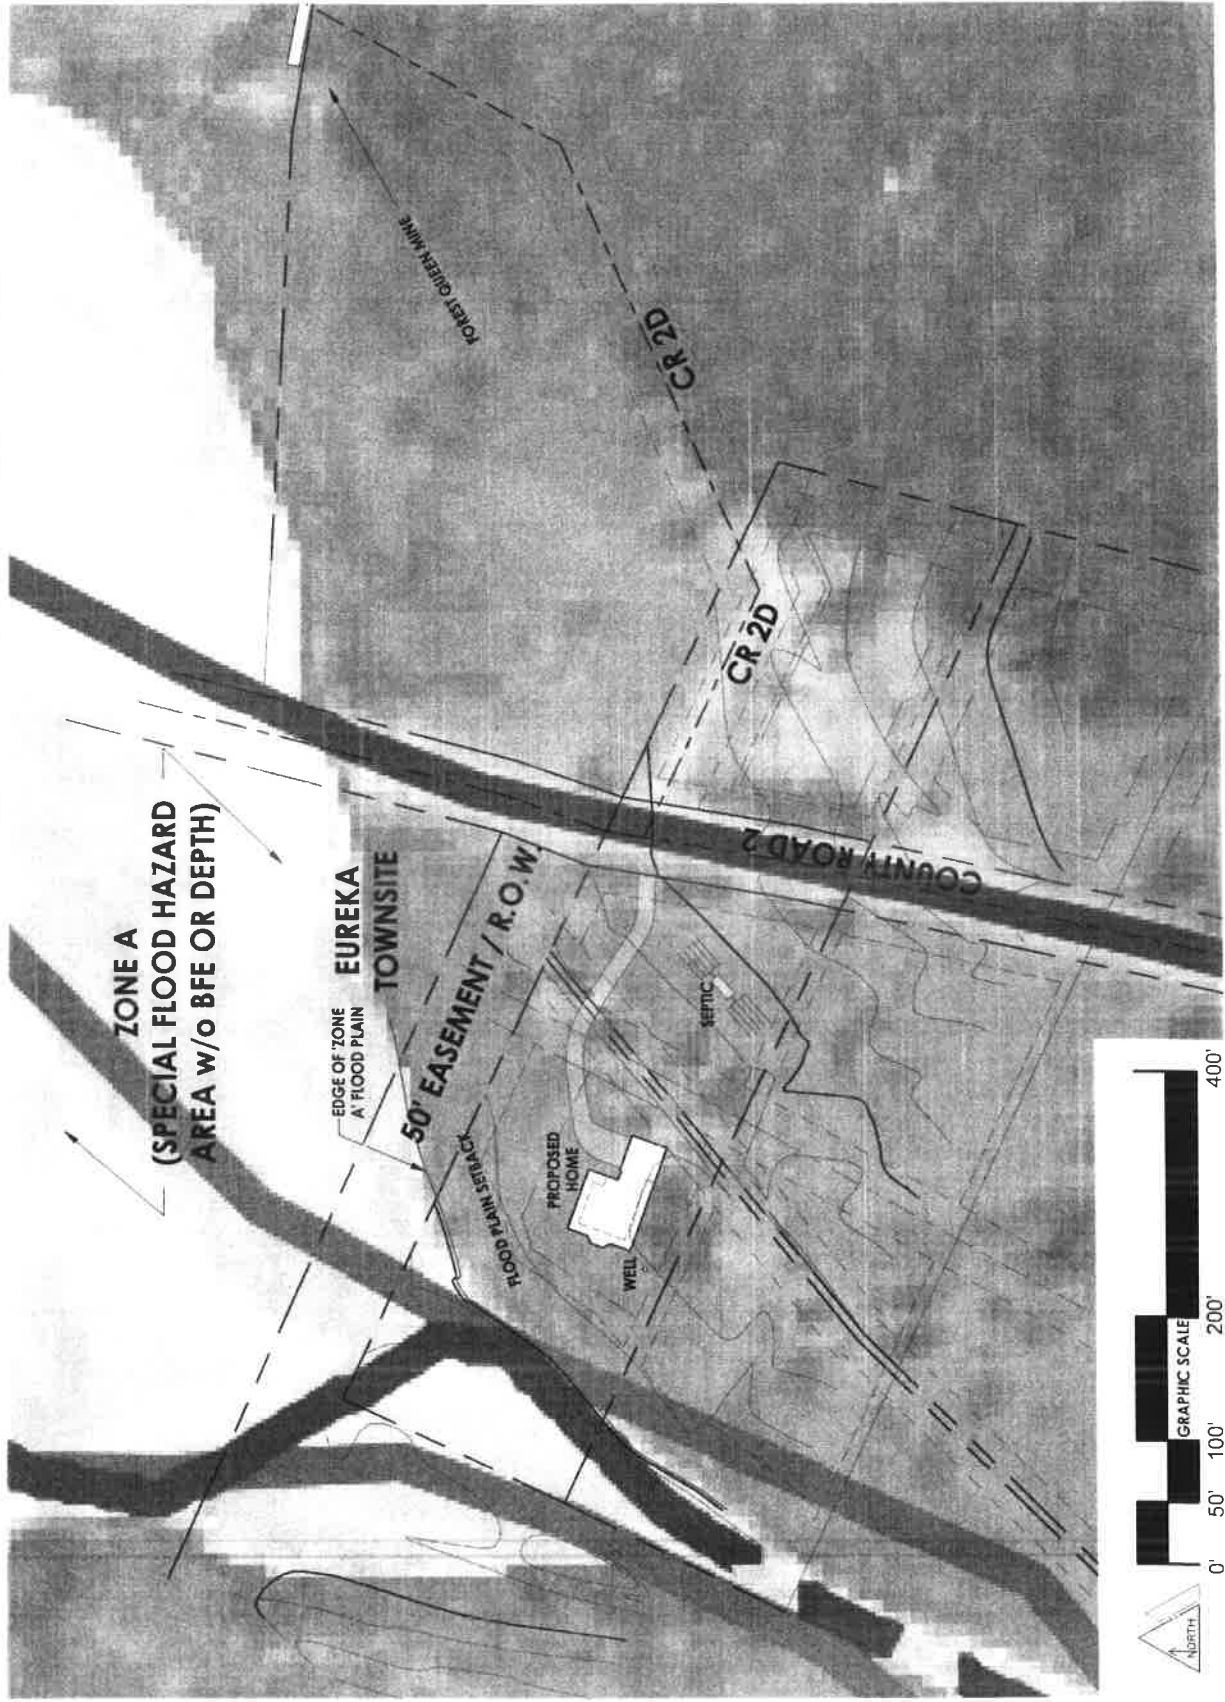 ZONE A
(SPECIAL FLOOD HAZARD
AREA w/o BFE OR DEPTH)
EDGE OF 'ZONE
A' FLOOD PLAIN
EUREKA
TOWNSITE
50' EASEMENT / R.O.W.
FLOOD PLAIN SETBACK
PROPOSED
HOME
WELL
SEPTIC
COUNTY ROAD 2
CR 2D
CR 2D
FOREST QUEEN MINE
NORTH
GRAPHIC SCALE
0'
50'
100'
200'
400'